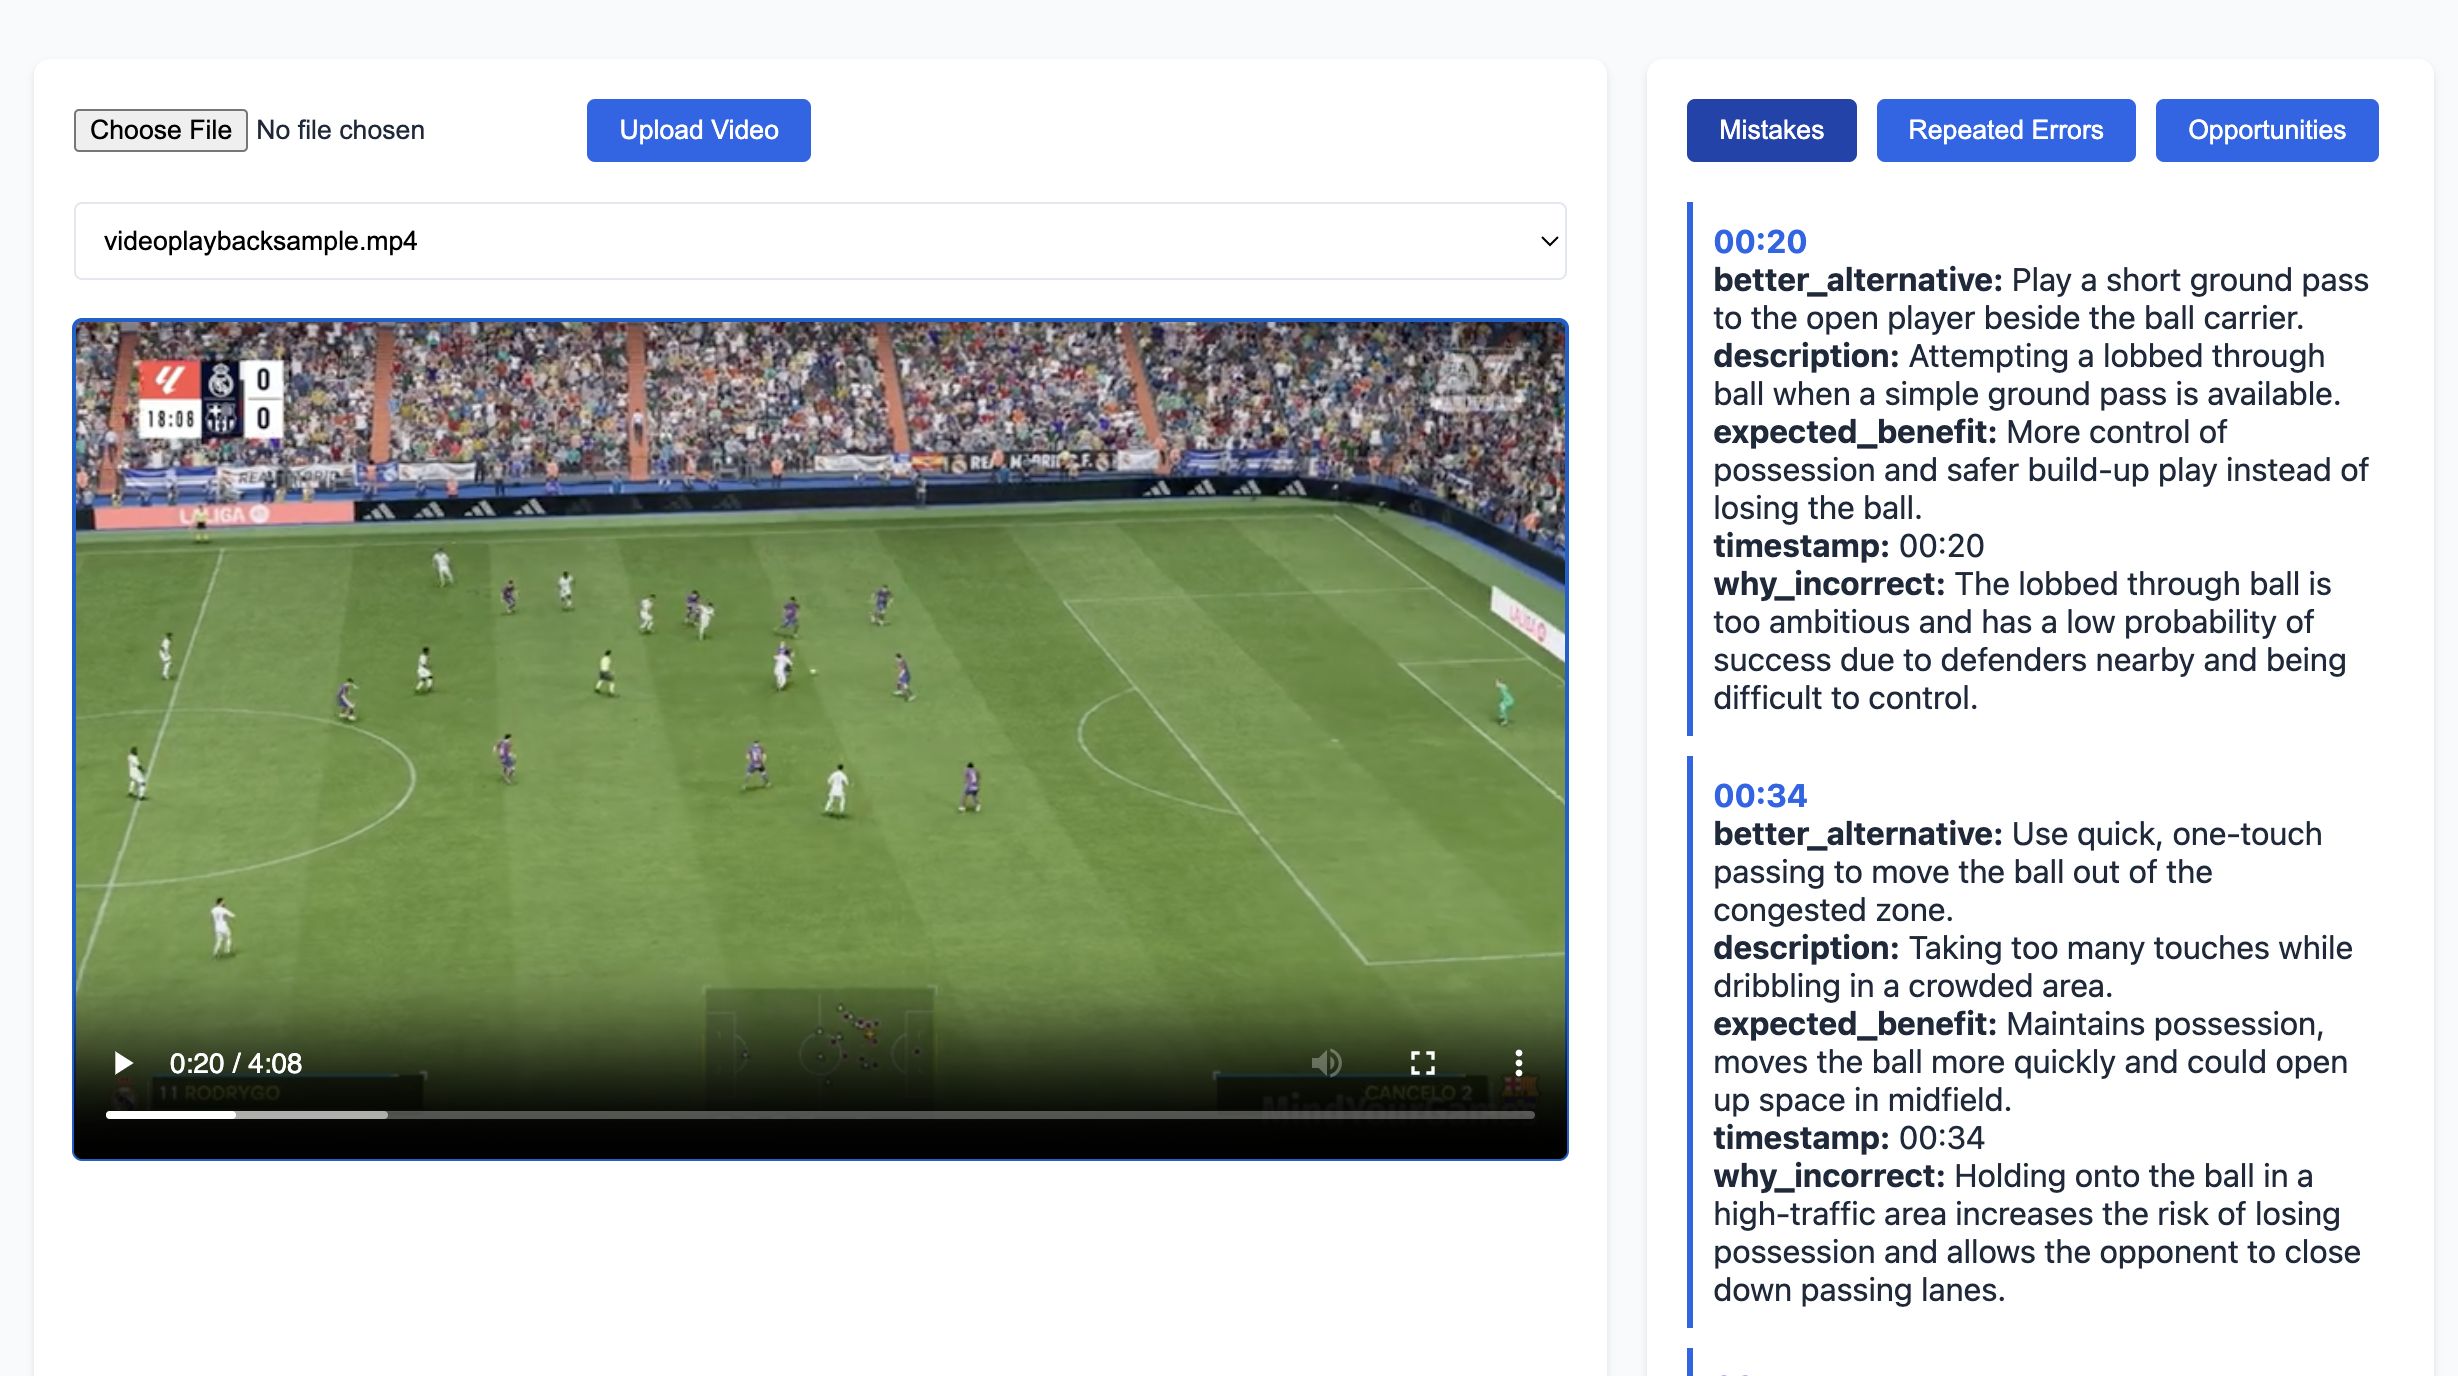 Choose File No file chosen
Upload Video
videoplaybacksample.mp4
0
18:08
0
REAL MADRID C.F.
LALIGA
LALIGA
0:20 / 4:08
11 RODRYGO
CANCELO 2
Mistakes
Repeated Errors
Opportunities
00:20
better_alternative: Play a short ground pass
to the open player beside the ball carrier.
description: Attempting a lobbed through
ball when a simple ground pass is available.
expected_benefit: More control of
possession and safer build-up play instead of
losing the ball.
timestamp: 00:20
why_incorrect: The lobbed through ball is
too ambitious and has a low probability of
success due to defenders nearby and being
difficult to control.
00:34
better_alternative: Use quick, one-touch
passing to move the ball out of the
congested zone.
description: Taking too many touches while
dribbling in a crowded area.
expected_benefit: Maintains possession,
moves the ball more quickly and could open
up space in midfield.
timestamp: 00:34
why_incorrect: Holding onto the ball in a
high-traffic area increases the risk of losing
possession and allows the opponent to close
down passing lanes.